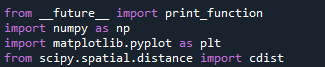 from __future__ import print_function
import numpy as np
import matplotlib.pyplot as plt
from scipy.spatial.distance import cdist